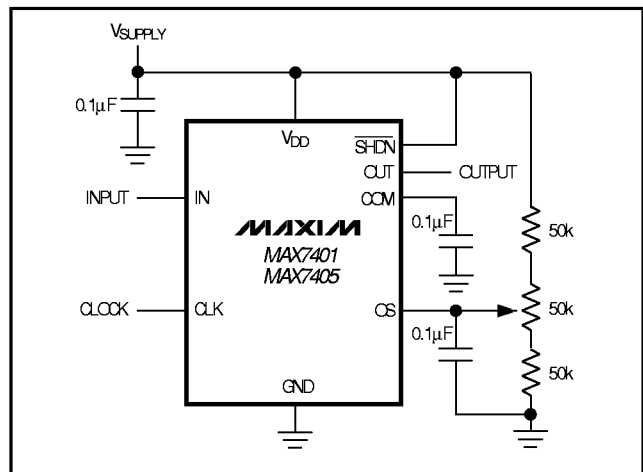 VSUPPLY
0.1µF
VDD
SHDN
OUT
OUTPUT
INPUT
IN
COM
0.1µF
MAXIM
MAX7401
MAX7405
50k
CLOCK
CLK
OS
50k
0.1µF
50k
GND